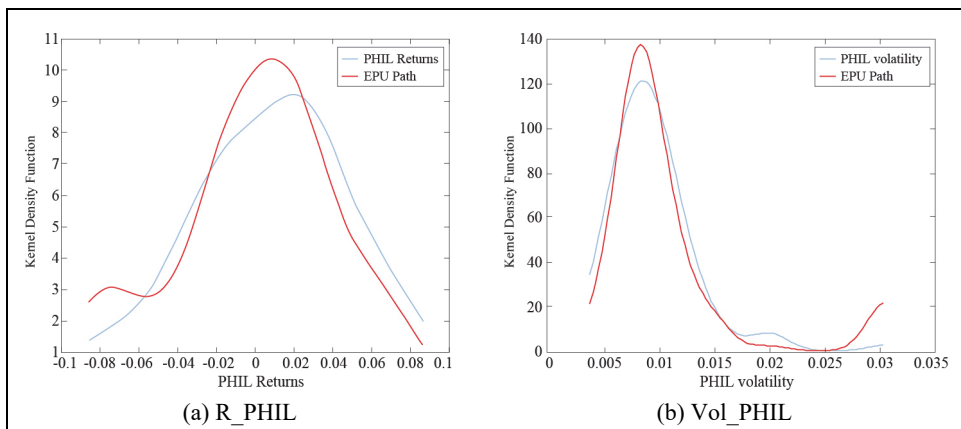 11
10
9
8
7
6
5
4
3
2
1
Kernel Density Function
PHIL Returns
EPU Path
-0.1 -0.08 -0.06 -0.04 -0.02 0 0.02 0.04 0.06 0.08 0.1
PHIL Returns
(a) R_PHIL
140
120
100
80
60
40
20
0
Kernel Density Function
PHIL volatility
EPU Path
0 0.005 0.01 0.015 0.02 0.025 0.03 0.035
PHIL volatility
(b) Vol_PHIL